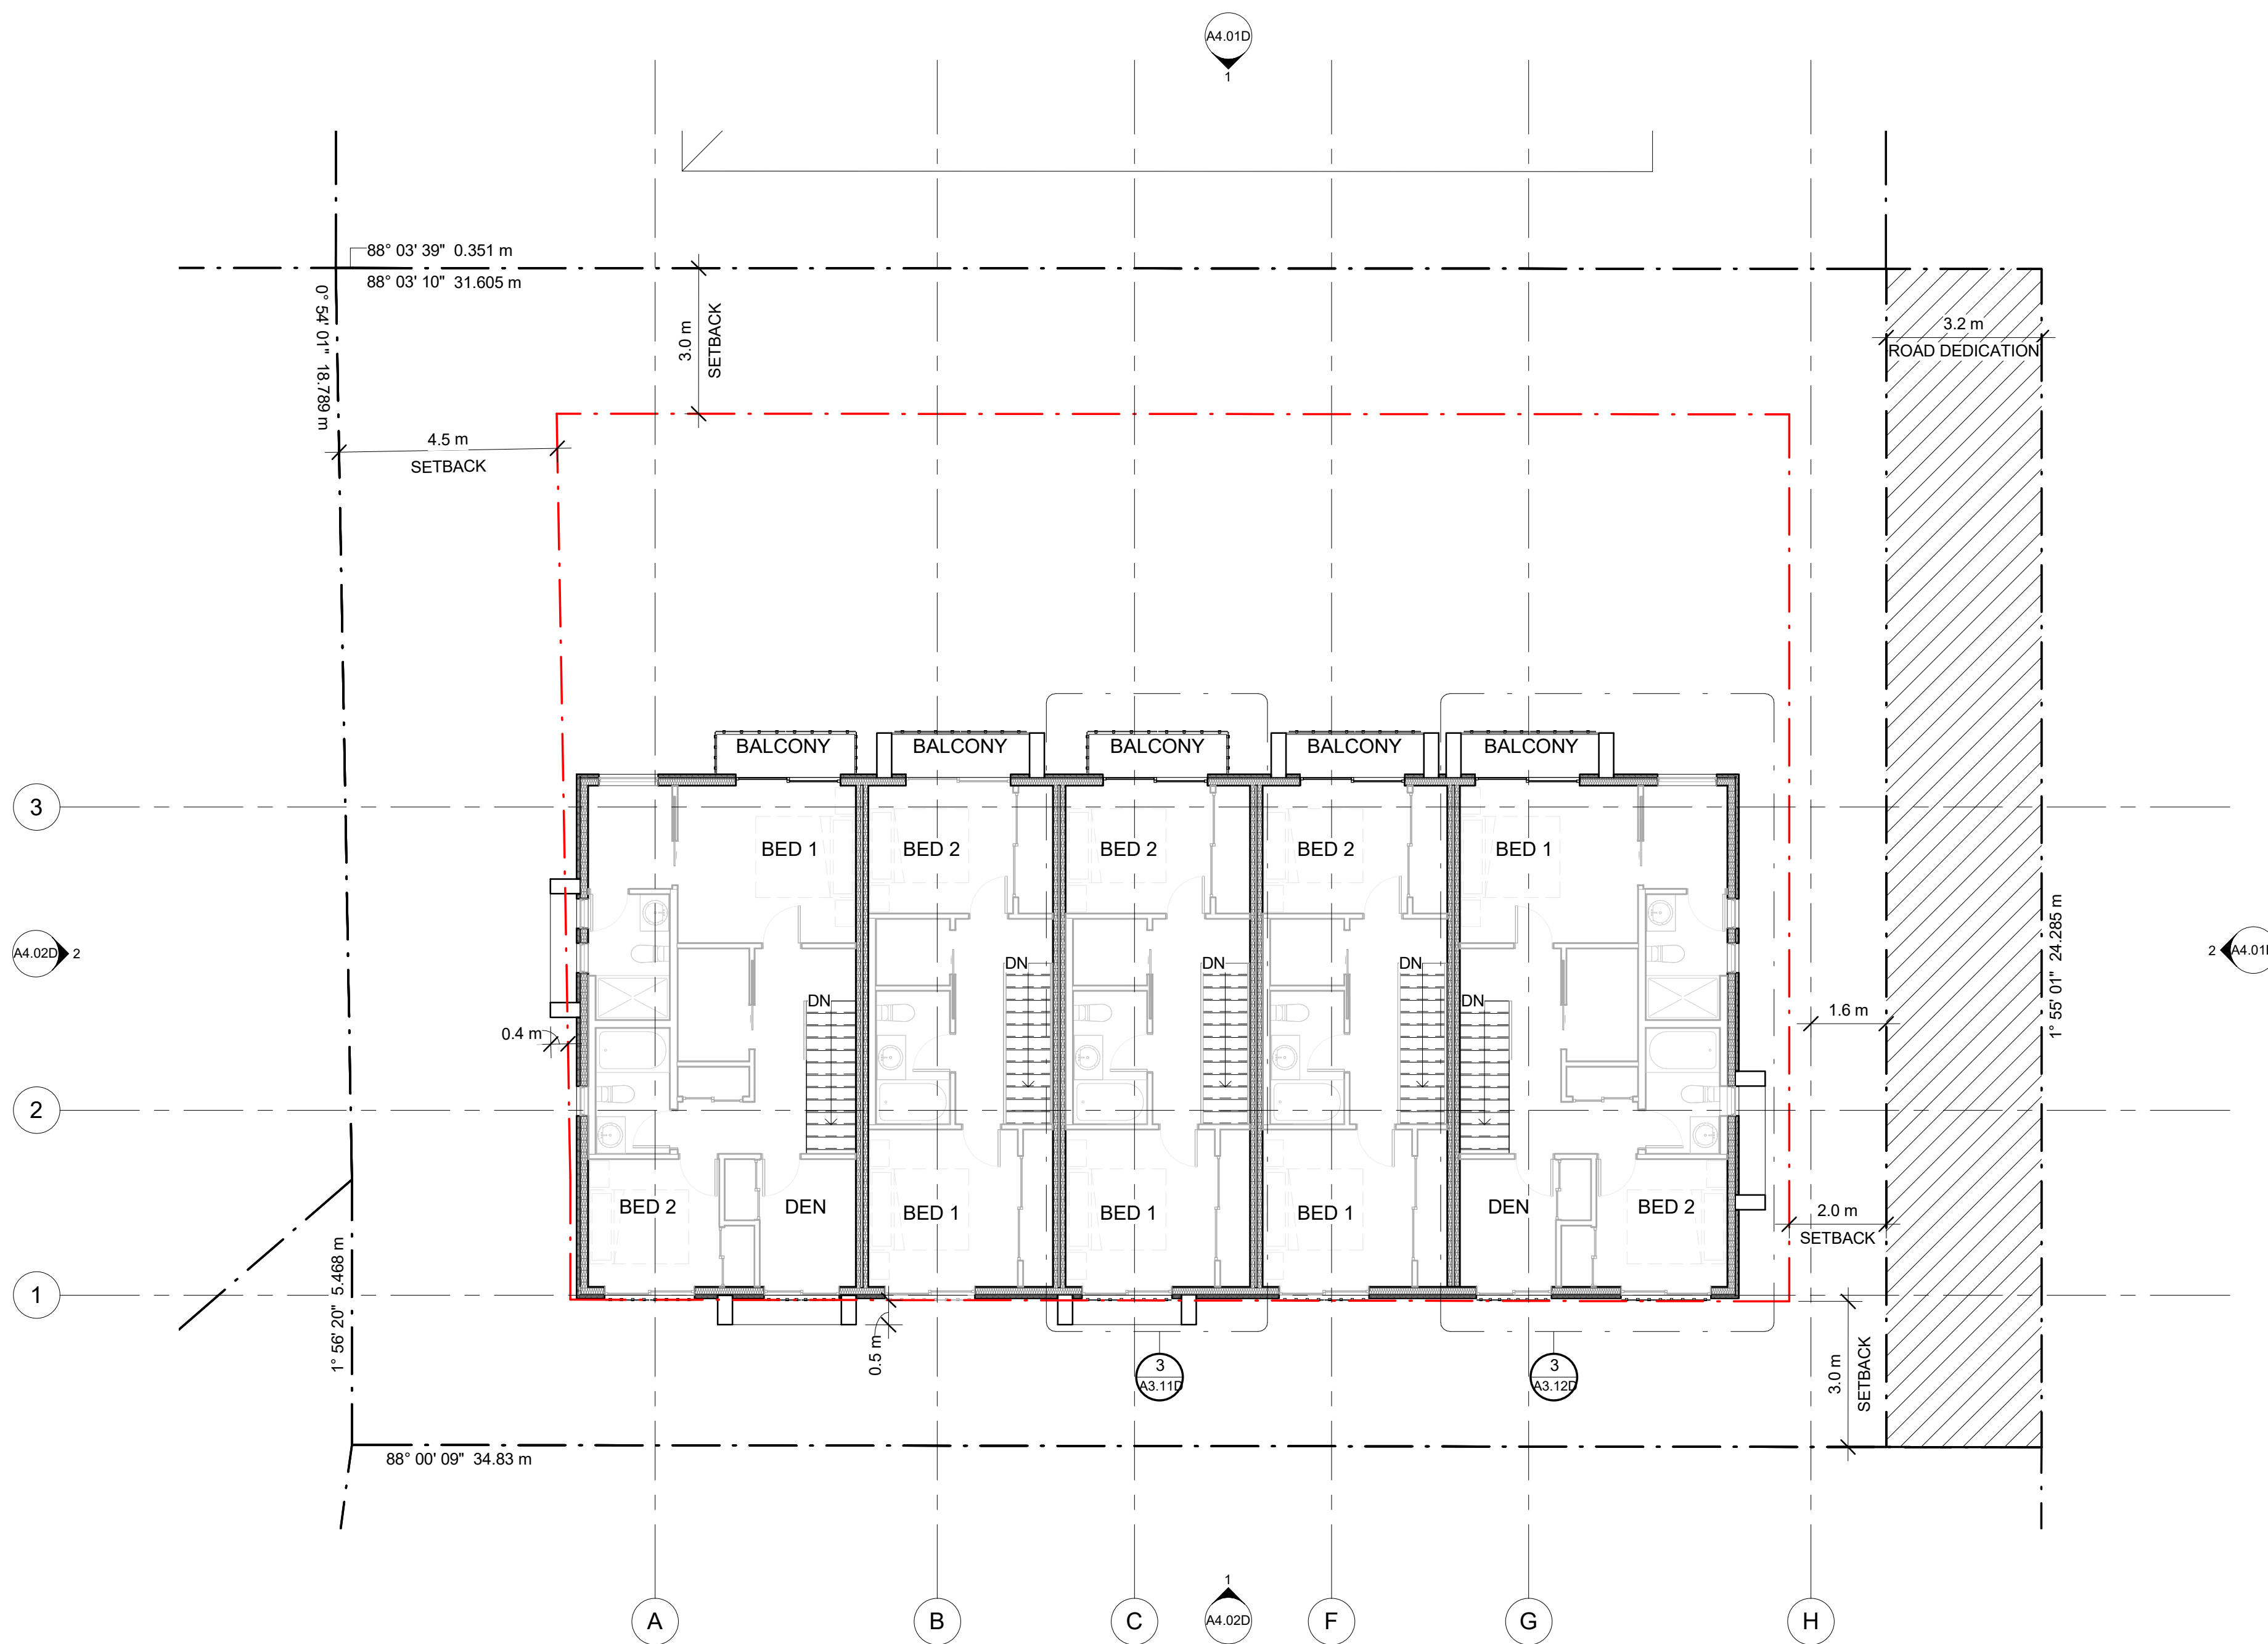 A4.01D
1
88° 03' 39" 0.351 m
88° 03' 10" 31.605 m
0° 54' 01" 18.789 m
3.0 m
SETBACK
3.2 m
ROAD DEDICATION
4.5 m
SETBACK
BALCONY
BALCONY
BALCONY
BALCONY
BALCONY
3
BED 1
BED 2
BED 2
BED 2
BED 1
A4.02D
2
DN
DN
DN
2
A4.01D
1° 55' 01" 24.285 m
DN
DN
1.6 m
0.4 m
2
BED 2
DEN
BED 1
BED 1
BED 1
DEN
BED 2
2.0 m
SETBACK
1
1° 56' 20" 5.468 m
0.5 m
3
A3.11D
3
A3.12D
3.0 m
SETBACK
88° 00' 09" 34.83 m
1
A4.02D
A
B
C
F
G
H